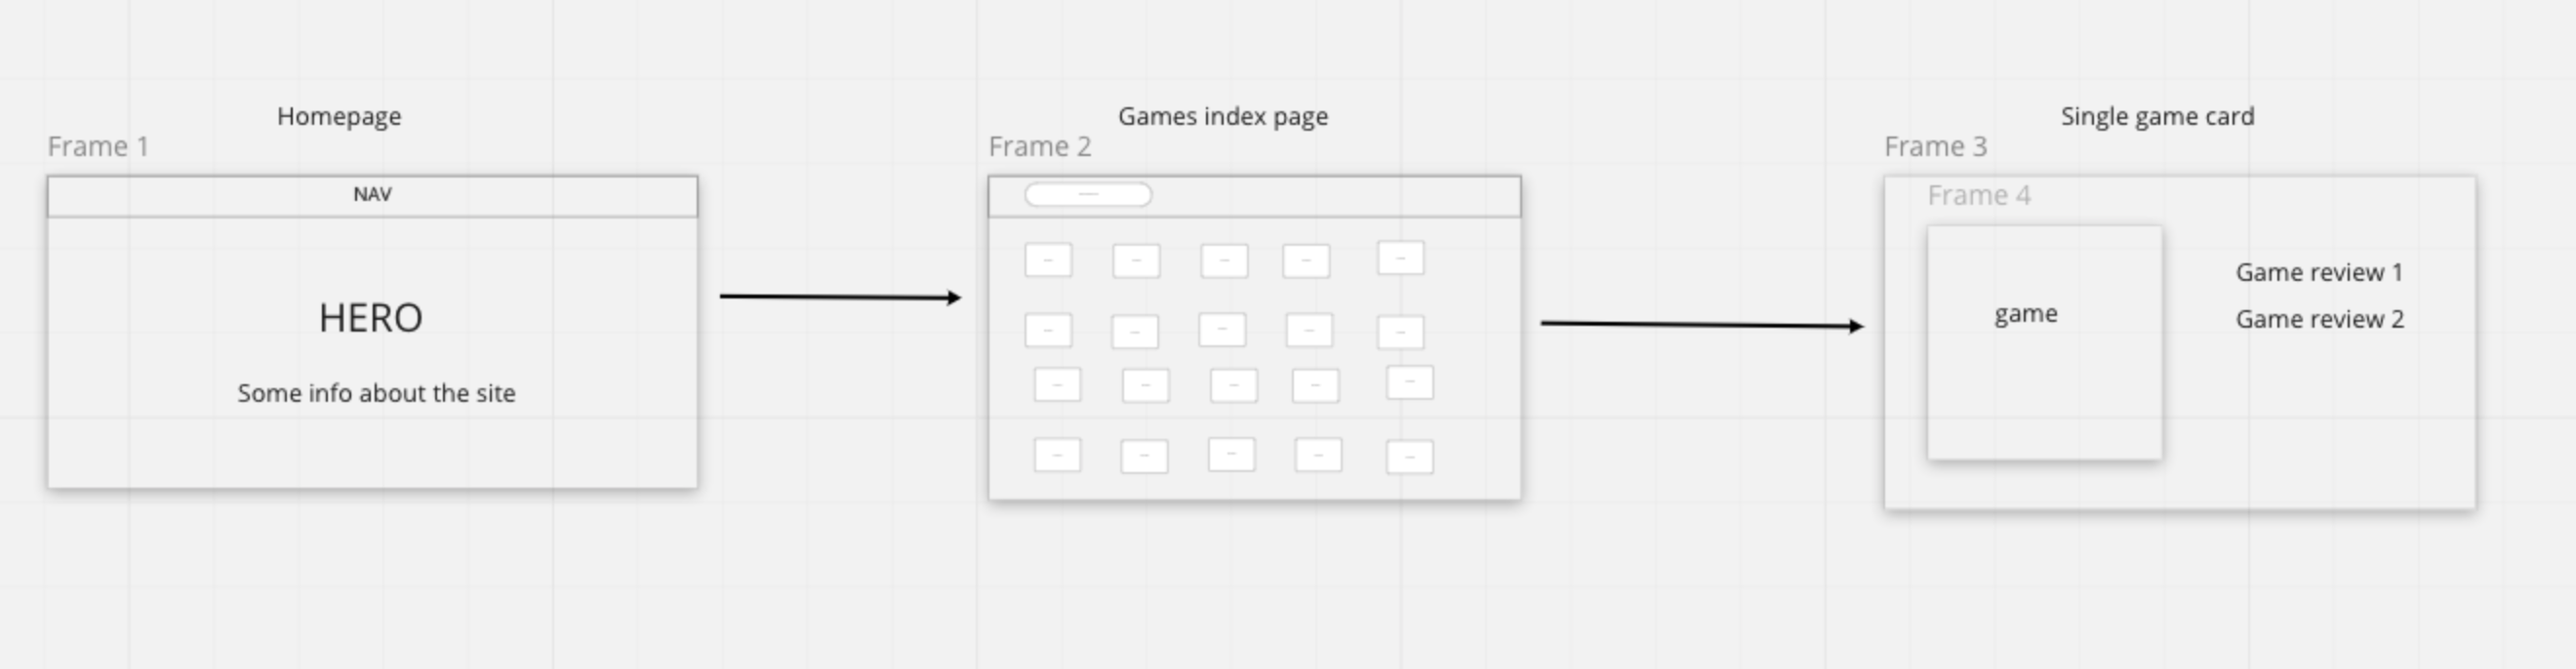 Homepage
Frame 1
NAV
HERO
Some info about the site
Games index page
Frame 2
Single game card
Frame 3
Frame 4
game
Game review 1
Game review 2